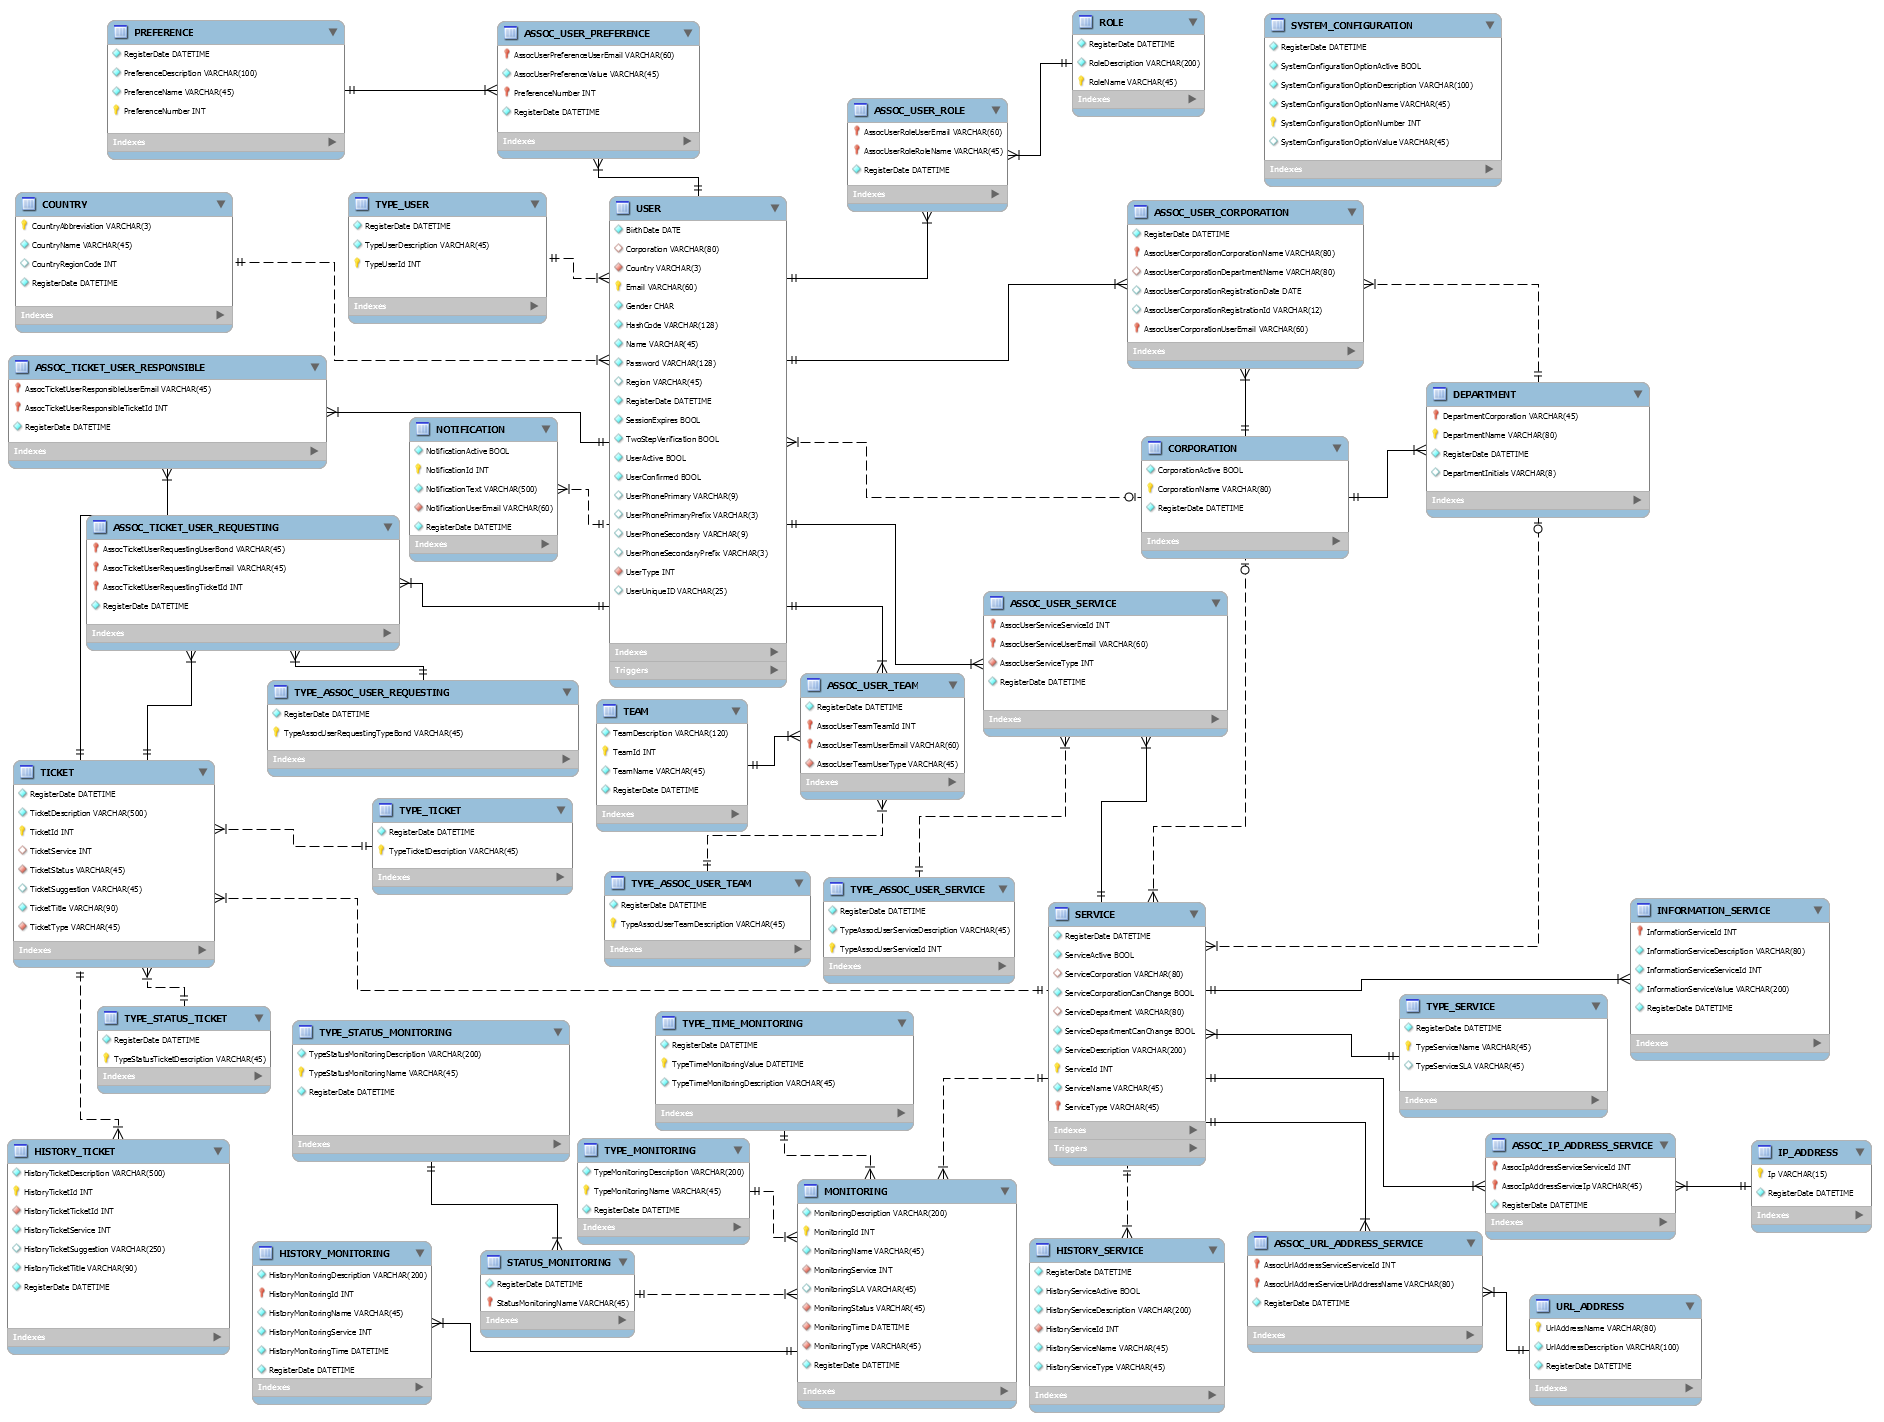 PREFERENCE
RegisterDate DATETIME
PreferenceDescription VARCHAR(100)
PreferenceName VARCHAR(45)
PreferenceNumber INT
Indexes
ASSOC_USER_PREFERENCE
AssocUserPreferenceUserEmail VARCHAR(60)
AssocUserPreferenceValue VARCHAR(45)
PreferenceNumber INT
RegisterDate DATETIME
Indexes
ROLE
RegisterDate DATETIME
RoleDescription VARCHAR(200)
RoleName VARCHAR(45)
Indexes
SYSTEM_CONFIGURATION
RegisterDate DATETIME
SystemConfigurationOptionActive BOOL
SystemConfigurationOptionDescription VARCHAR(100)
SystemConfigurationOptionName VARCHAR(45)
SystemConfigurationOptionNumber INT
SystemConfigurationOptionValue VARCHAR(45)
Indexes
ASSOC_USER_ROLE
AssocUserRoleUserEmail VARCHAR(60)
AssocUserRoleRoleName VARCHAR(45)
RegisterDate DATETIME
Indexes
COUNTRY
CountryAbbreviation VARCHAR(3)
CountryName VARCHAR(45)
CountryRegionCode INT
RegisterDate DATETIME
Indexes
TYPE_USER
RegisterDate DATETIME
TypeUserDescription VARCHAR(45)
TypeUserId INT
Indexes
USER
BirthDate DATE
Corporation VARCHAR(80)
Country VARCHAR(3)
Email VARCHAR(60)
Gender CHAR
HashCode VARCHAR(128)
Name VARCHAR(45)
Password VARCHAR(128)
Region VARCHAR(45)
RegisterDate DATETIME
SessionExpires BOOL
TwoStepVerification BOOL
UserActive BOOL
UserConfirmed BOOL
UserPhonePrimary VARCHAR(9)
UserPhonePrimaryPrefix VARCHAR(3)
UserPhoneSecondary VARCHAR(9)
UserPhoneSecondaryPrefix VARCHAR(3)
UserType INT
UserUniqueID VARCHAR(25)
Indexes
Triggers
ASSOC_USER_CORPORATION
RegisterDate DATETIME
AssocUserCorporationCorporationName VARCHAR(80)
AssocUserCorporationDepartmentName VARCHAR(80)
AssocUserCorporationRegistrationDate DATE
AssocUserCorporationRegistrationId VARCHAR(12)
AssocUserCorporationUserEmail VARCHAR(60)
Indexes
ASSOC_TICKET_USER_RESPONSIBLE
AssocTicketUserResponsibleUserEmail VARCHAR(45)
AssocTicketUserResponsibleTicketId INT
RegisterDate DATETIME
Indexes
NOTIFICATION
NotificationActive BOOL
NotificationId INT
NotificationText VARCHAR(500)
NotificationUserEmail VARCHAR(60)
RegisterDate DATETIME
Indexes
DEPARTMENT
DepartmentCorporation VARCHAR(45)
DepartmentName VARCHAR(80)
RegisterDate DATETIME
DepartmentInitials VARCHAR(8)
Indexes
CORPORATION
CorporationActive BOOL
CorporationName VARCHAR(80)
RegisterDate DATETIME
Indexes
ASSOC_TICKET_USER_REQUESTING
AssocTicketUserRequestingUserBond VARCHAR(45)
AssocTicketUserRequestingUserEmail VARCHAR(45)
AssocTicketUserRequestingTicketId INT
RegisterDate DATETIME
Indexes
ASSOC_USER_SERVICE
AssocUserServiceServiceId INT
AssocUserServiceUserEmail VARCHAR(60)
AssocUserServiceType INT
RegisterDate DATETIME
Indexes
TYPE_ASSOC_USER_REQUESTING
RegisterDate DATETIME
TypeAssocUserRequestingTypeBond VARCHAR(45)
Indexes
TEAM
TeamDescription VARCHAR(120)
TeamId INT
TeamName VARCHAR(45)
RegisterDate DATETIME
Indexes
ASSOC_USER_TEAM
RegisterDate DATETIME
AssocUserTeamTeamId INT
AssocUserTeamUserEmail VARCHAR(60)
AssocUserTeamUserType VARCHAR(45)
Indexes
TICKET
RegisterDate DATETIME
TicketDescription VARCHAR(500)
TicketId INT
TicketService INT
TicketStatus VARCHAR(45)
TicketSuggestion VARCHAR(45)
TicketTitle VARCHAR(90)
TicketType VARCHAR(45)
Indexes
TYPE_TICKET
RegisterDate DATETIME
TypeTicketDescription VARCHAR(45)
Indexes
TYPE_ASSOC_USER_TEAM
RegisterDate DATETIME
TypeAssocUserTeamDescription VARCHAR(45)
Indexes
TYPE_ASSOC_USER_SERVICE
RegisterDate DATETIME
TypeAssocUserServiceDescription VARCHAR(45)
TypeAssocUserServiceId INT
Indexes
SERVICE
RegisterDate DATETIME
ServiceActive BOOL
ServiceCorporation VARCHAR(80)
ServiceCorporationCanChange BOOL
ServiceDepartment VARCHAR(80)
ServiceDepartmentCanChange BOOL
ServiceDescription VARCHAR(200)
ServiceId INT
ServiceName VARCHAR(45)
ServiceType VARCHAR(45)
Indexes
Triggers
INFORMATION_SERVICE
InformationServiceId INT
InformationServiceDescription VARCHAR(80)
InformationServiceServiceId INT
InformationServiceValue VARCHAR(200)
RegisterDate DATETIME
Indexes
TYPE_SERVICE
RegisterDate DATETIME
TypeServiceName VARCHAR(45)
TypeServiceSLA VARCHAR(45)
Indexes
TYPE_STATUS_TICKET
RegisterDate DATETIME
TypeStatusTicketDescription VARCHAR(45)
Indexes
TYPE_STATUS_MONITORING
TypeStatusMonitoringDescription VARCHAR(200)
TypeStatusMonitoringName VARCHAR(45)
RegisterDate DATETIME
Indexes
TYPE_TIME_MONITORING
RegisterDate DATETIME
TypeTimeMonitoringValue DATETIME
TypeTimeMonitoringDescription VARCHAR(45)
Indexes
HISTORY_TICKET
HistoryTicketDescription VARCHAR(500)
HistoryTicketId INT
HistoryTicketTicketId INT
HistoryTicketService INT
HistoryTicketSuggestion VARCHAR(250)
HistoryTicketTitle VARCHAR(90)
RegisterDate DATETIME
Indexes
TYPE_MONITORING
TypeMonitoringDescription VARCHAR(200)
TypeMonitoringName VARCHAR(45)
RegisterDate DATETIME
Indexes
MONITORING
MonitoringDescription VARCHAR(200)
MonitoringId INT
MonitoringName VARCHAR(45)
MonitoringService INT
MonitoringSLA VARCHAR(45)
MonitoringStatus VARCHAR(45)
MonitoringTime DATETIME
MonitoringType VARCHAR(45)
RegisterDate DATETIME
Indexes
ASSOC_IP_ADDRESS_SERVICE
AssocIpAddressServiceServiceId INT
AssocIpAddressServiceIp VARCHAR(45)
RegisterDate DATETIME
Indexes
IP_ADDRESS
Ip VARCHAR(15)
RegisterDate DATETIME
Indexes
HISTORY_MONITORING
HistoryMonitoringDescription VARCHAR(200)
HistoryMonitoringId INT
HistoryMonitoringName VARCHAR(45)
HistoryMonitoringService INT
HistoryMonitoringTime DATETIME
RegisterDate DATETIME
Indexes
STATUS_MONITORING
RegisterDate DATETIME
StatusMonitoringName VARCHAR(45)
Indexes
HISTORY_SERVICE
RegisterDate DATETIME
HistoryServiceActive BOOL
HistoryServiceDescription VARCHAR(200)
HistoryServiceId INT
HistoryServiceName VARCHAR(45)
HistoryServiceType VARCHAR(45)
Indexes
ASSOC_URL_ADDRESS_SERVICE
AssocUrlAddressServiceServiceId INT
AssocUrlAddressServiceUrlAddressName VARCHAR(80)
RegisterDate DATETIME
Indexes
URL_ADDRESS
UrlAddressName VARCHAR(80)
UrlAddressDescription VARCHAR(100)
RegisterDate DATETIME
Indexes